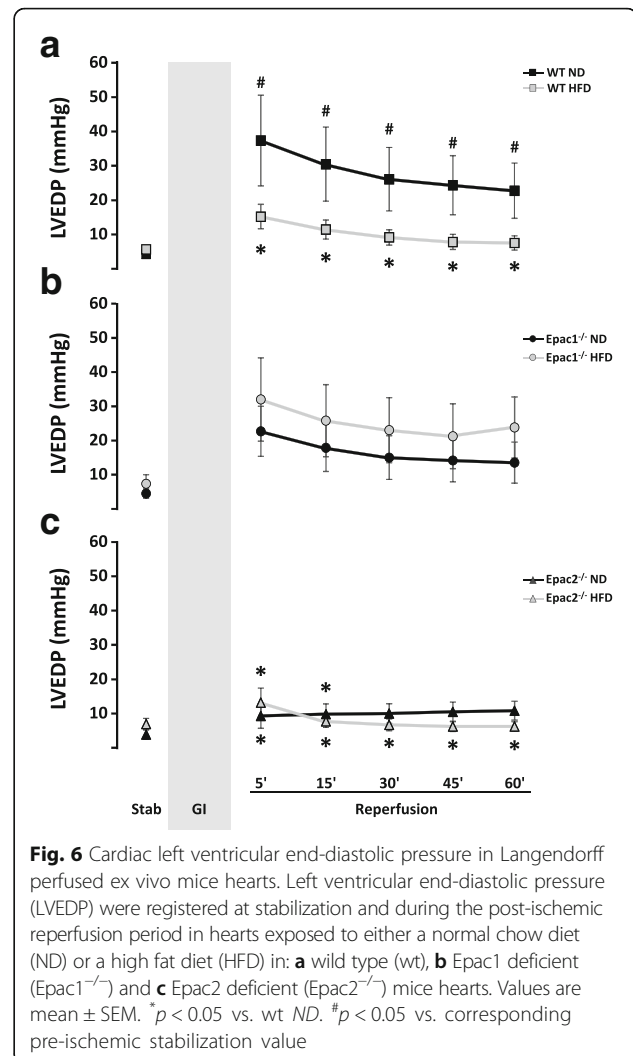 a
60
50
40
30
20
10
LVEDP (mmHg)
WT ND
WT HFD
# # # # #
* * * * *
b
60
50
40
30
20
10
LVEDP (mmHg)
Epac1-/- ND
Epac1-/- HFD
c
60
50
40
30
20
10
LVEDP (mmHg)
Epac2-/- ND
Epac2-/- HFD
* *
* * * * *
5' 15' 30' 45' 60'
Stab GI Reperfusion
Fig. 6 Cardiac left ventricular end-diastolic pressure in Langendorff
perfused ex vivo mice hearts. Left ventricular end-diastolic pressure
(LVEDP) were registered at stabilization and during the post-ischemic
reperfusion period in hearts exposed to either a normal chow diet
(ND) or a high fat diet (HFD) in: a wild type (wt), b Epac1 deficient
(Epac1−/−) and c Epac2 deficient (Epac2−/−) mice hearts. Values are
mean ± SEM. *p < 0.05 vs. wt ND. #p < 0.05 vs. corresponding
pre-ischemic stabilization value